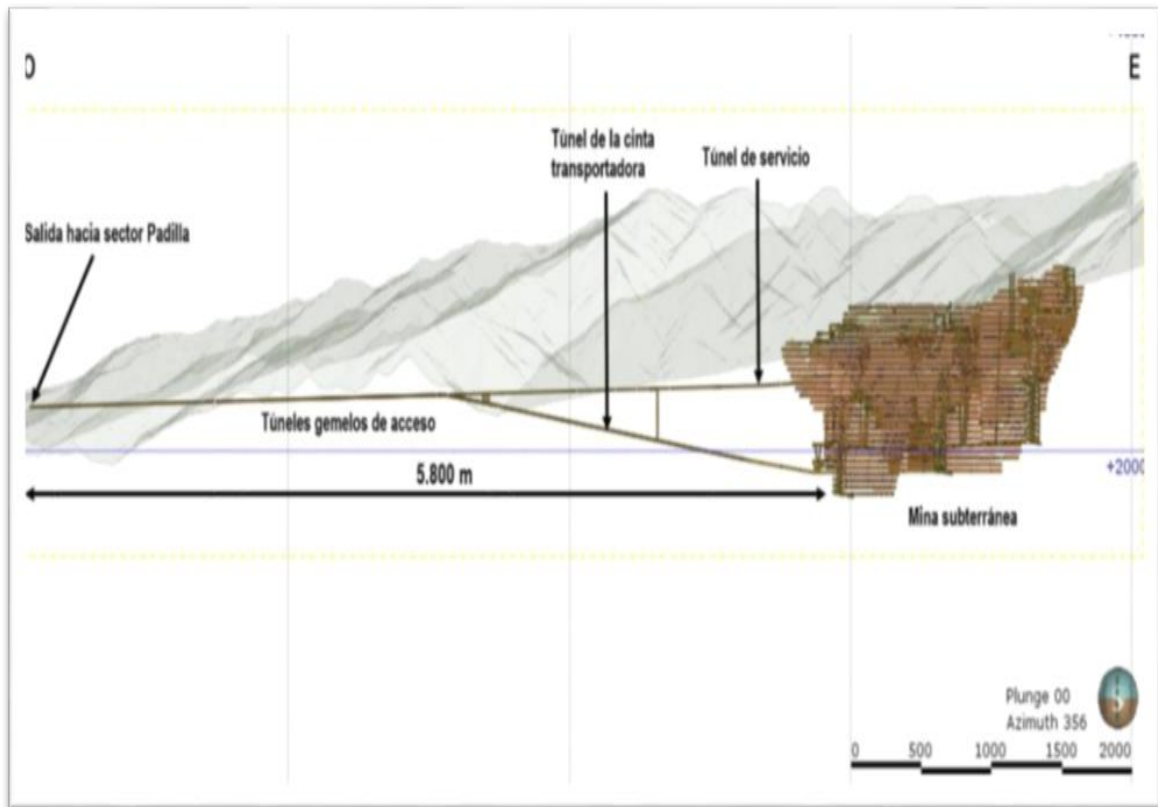 O
E
Túnel de la cinta
transportadora
Túnel de servicio
Salida hacia sector Padilla
Túneles gemelos de acceso
5.800 m
+2000
Mina subterránea
Plunge 00
Azimuth 356
0 500 1000 1500 2000